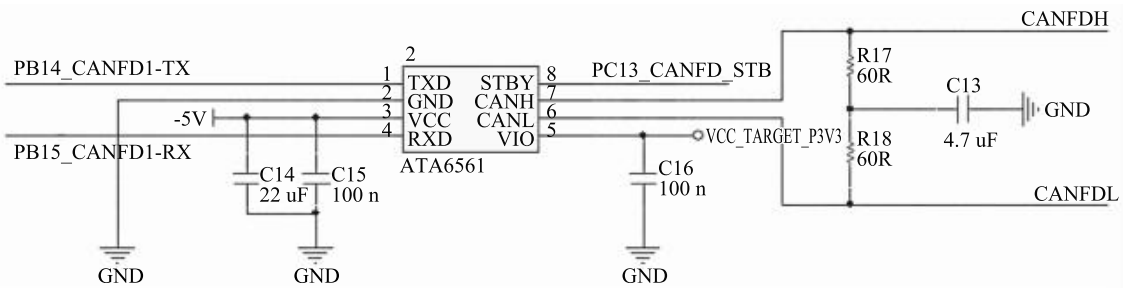 CANFDH
2
PB14_CANFD1-TX
1
TXD
STBY
8
PC13_CANFD_STB
R17
60R
2
GND
CANH
7
C13
GND
4.7 uF
-5V
3
VCC
CANL
6
PB15_CANFD1-RX
4
RXD
VIO
5
VCC_TARGET_P3V3
R18
60R
ATA6561
C14
22 uF
C15
100 n
C16
100 n
CANFDL
GND
GND
GND